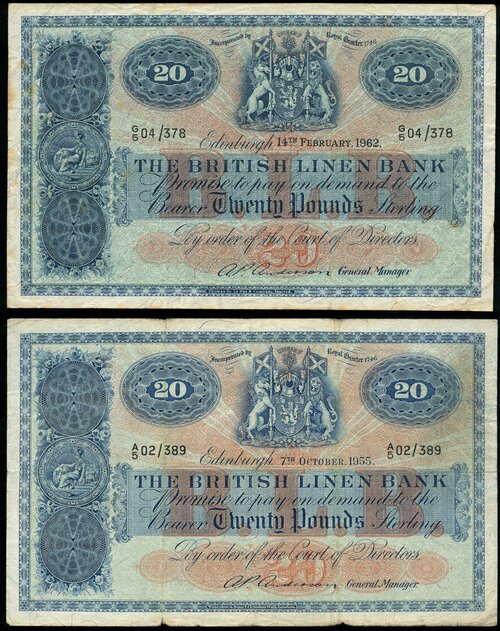 Incorporated by Royal Charter 1746.
20 20
G/5 04/378 G/5 04/378
Edinburgh 14TH FEBRUARY, 1962.
THE BRITISH LINEN BANK
Promise to pay on demand to the
Bearer Twenty Pounds Sterling
By order of the Court of Directors.
£20
A.P. Anderson General Manager
Incorporated by Royal Charter 1746
20 20
A/5 02/389 A/5 02/389
Edinburgh 7TH OCTOBER, 1955.
THE BRITISH LINEN BANK
Promise to pay on demand to the
Bearer Twenty Pounds Sterling
By order of the Court of Directors.
£20
A.P. Anderson General Manager.